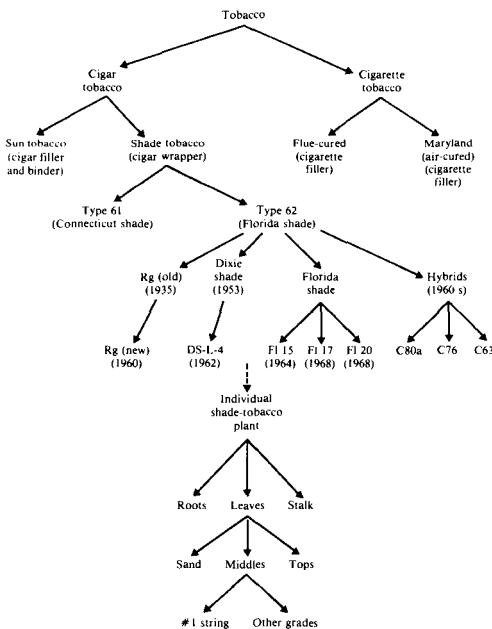 Tobacco
Cigar
tobacco
Cigarette
tobacco
Sun tobacco
(cigar filler
and binder)
Shade tobacco
(cigar wrapper)
Flue-cured
(cigarette
filler)
Maryland
(air-cured)
(cigarette
filler)
Type 61
(Connecticut shade)
Type 62
(Florida shade)
Rg (old)
(1935)
Dixie
shade
(1953)
Florida
shade
Hybrids
(1960 s)
Rg (new)
(1960)
DS-L-4
(1962)
Fl 15
(1964)
Fl 17
(1968)
Fl 20
(1968)
C80a
C76
C63
Individual
shade-tobacco
plant
Roots
Leaves
Stalk
Sand
Middles
Tops
#1 string
Other grades